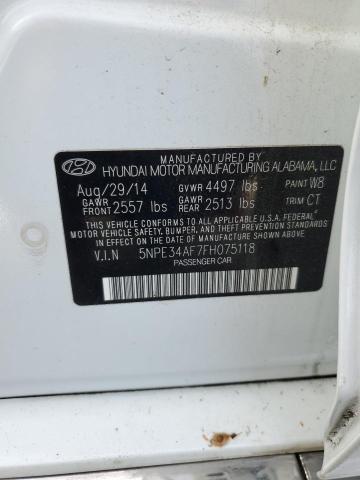 MANUFACTURED BY
HYUNDAI MOTOR MANUFACTURING ALABAMA, LLC
Aug/29/14 GVWR 4497 lbs PAINT W8
GAWR FRONT 2557 lbs GAWR REAR 2513 lbs TRIM CT
THIS VEHICLE CONFORMS TO ALL APPLICABLE U.S.A. FEDERAL
MOTOR VEHICLE SAFETY, BUMPER, AND THEFT PREVENTION
STANDARDS IN EFFECT ON THE DATE OF MANUFACTURE SHOWN ABOVE.
V.I.N 5NPE34AF7FH075118
PASSENGER CAR